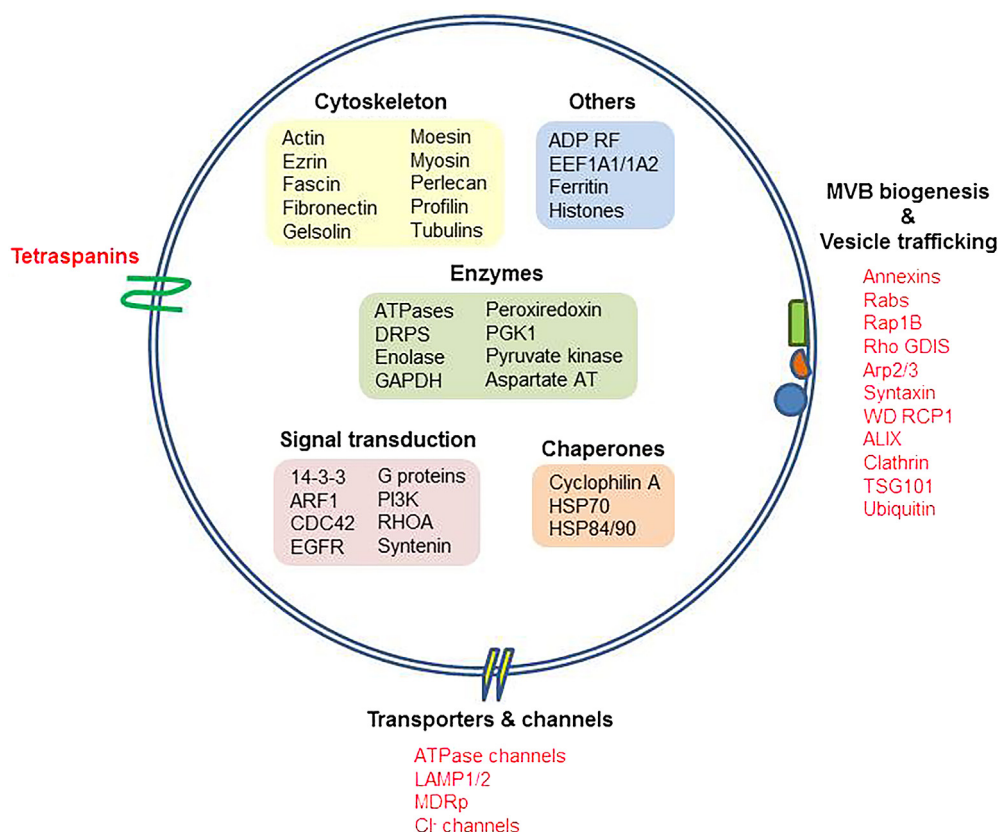 Cytoskeleton
Actin
Ezrin
Fascin
Fibronectin
Gelsolin
Moesin
Myosin
Perlecan
Profilin
Tubulins
Others
ADP RF
EEF1A1/1A2
Ferritin
Histones
Tetraspanins
Enzymes
ATPases
DRPS
Enolase
GAPDH
Peroxiredoxin
PGK1
Pyruvate kinase
Aspartate AT
MVB biogenesis
&
Vesicle trafficking
Annexins
Rabs
Rap1B
Rho GDIS
Arp2/3
Syntaxin
WD RCP1
ALIX
Clathrin
TSG101
Ubiquitin
Signal transduction
14-3-3
ARF1
CDC42
EGFR
G proteins
PI3K
RHOA
Syntenin
Chaperones
Cyclophilin A
HSP70
HSP84/90
Transporters & channels
ATPase channels
LAMP1/2
MDRp
Cl⁻ channels